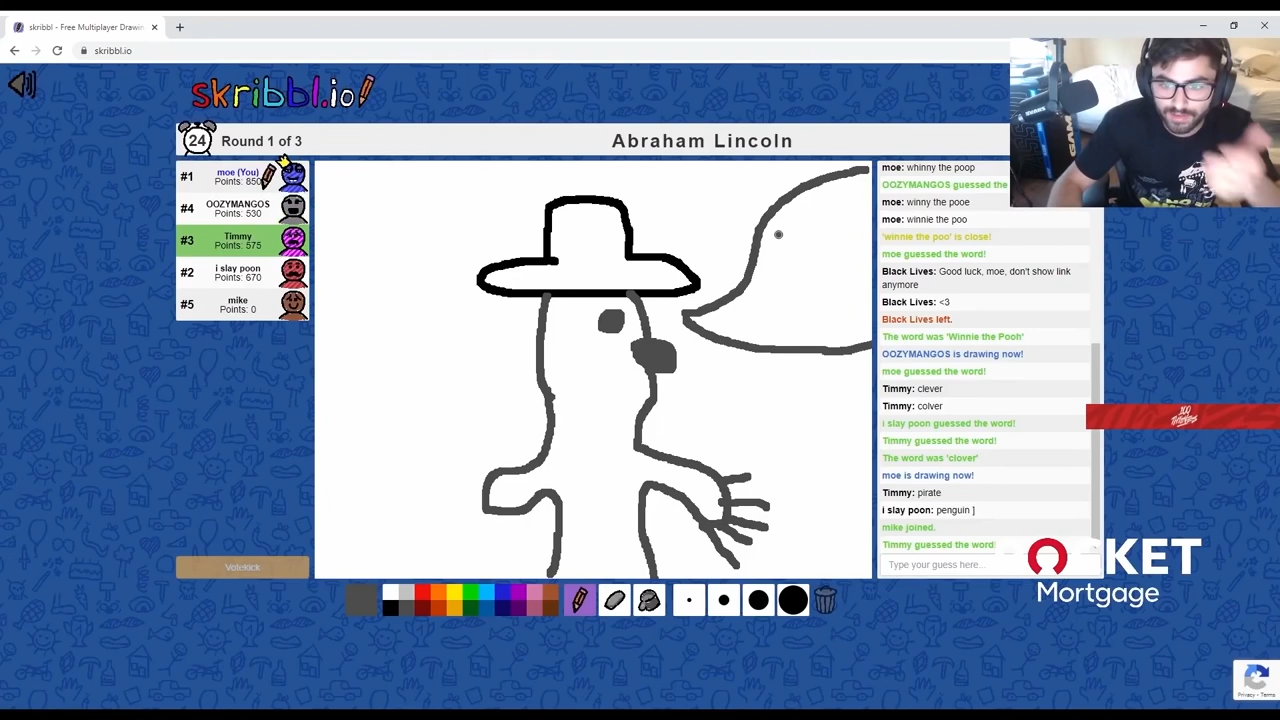 skribbl - Free Multiplayer Drawin
skribbl.io
skribbl.io
24
Round 1 of 3
Abraham Lincoln
#1
moe (You)
Points: 850
#4
OOZYMANGOS
Points: 530
#3
Timmy
Points: 575
#2
i slay poon
Points: 670
#5
mike
Points: 0
Votekick
moe: whinny the poop
OOZYMANGOS guessed the
moe: winny the pooe
moe: winnie the poo
'winnie the poo' is close!
moe guessed the word!
Black Lives: Good luck, moe, don't show link
anymore
Black Lives: <3
Black Lives left.
The word was 'Winnie the Pooh'
OOZYMANGOS is drawing now!
moe guessed the word!
Timmy: clever
Timmy: colver
i slay poon guessed the word!
Timmy guessed the word!
The word was 'clover'
moe is drawing now!
Timmy: pirate
i slay poon: penguin ]
mike joined.
Timmy guessed the word!
Type your guess here...
100
THIEVES
KET
Mortgage
Privacy - Terms